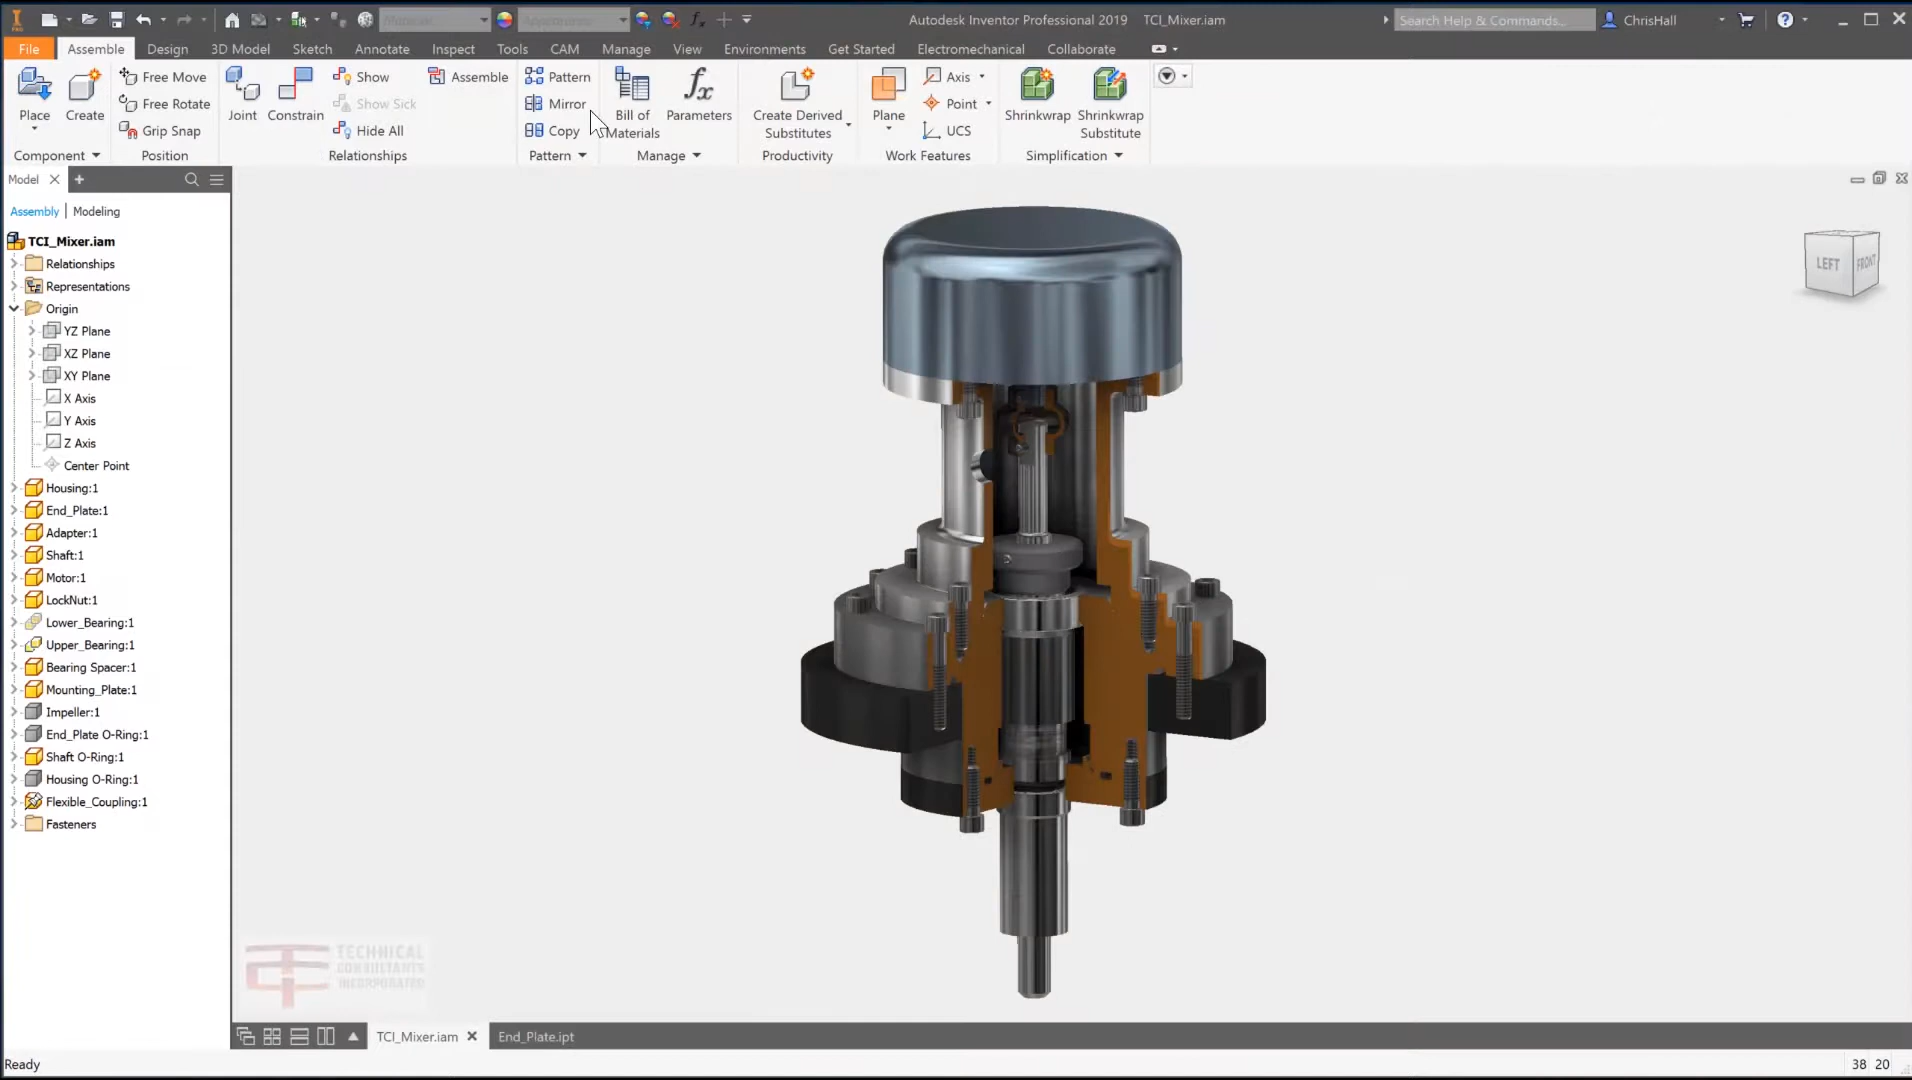 Autodesk Inventor Professional 2019 TCI_Mixer.iam
Search Help & Commands...
ChrisHall
File Assemble Design 3D Model Sketch Annotate Inspect Tools CAM Manage View Environments Get Started Electromechanical Collaborate
Place
Create
Free Move
Free Rotate
Grip Snap
Component
Position
Joint
Constrain
Show
Show Sick
Hide All
Assemble
Relationships
Pattern
Mirror
Copy
Pattern
Bill of
Materials
Parameters
Manage
Create Derived
Substitutes
Productivity
Plane
Axis
Point
UCS
Work Features
Shrinkwrap
Shrinkwrap
Substitute
Simplification
Model
Assembly | Modeling
TCI_Mixer.iam
Relationships
Representations
Origin
YZ Plane
XZ Plane
XY Plane
X Axis
Y Axis
Z Axis
Center Point
Housing:1
End_Plate:1
Adapter:1
Shaft:1
Motor:1
LockNut:1
Lower_Bearing:1
Upper_Bearing:1
Bearing Spacer:1
Mounting_Plate:1
Impeller:1
End_Plate O-Ring:1
Shaft O-Ring:1
Housing O-Ring:1
Flexible_Coupling:1
Fasteners
LEFT
FRONT
TECHNICAL
CONSULTANTS
INCORPORATED
TCI_Mixer.iam
End_Plate.ipt
Ready
38 20